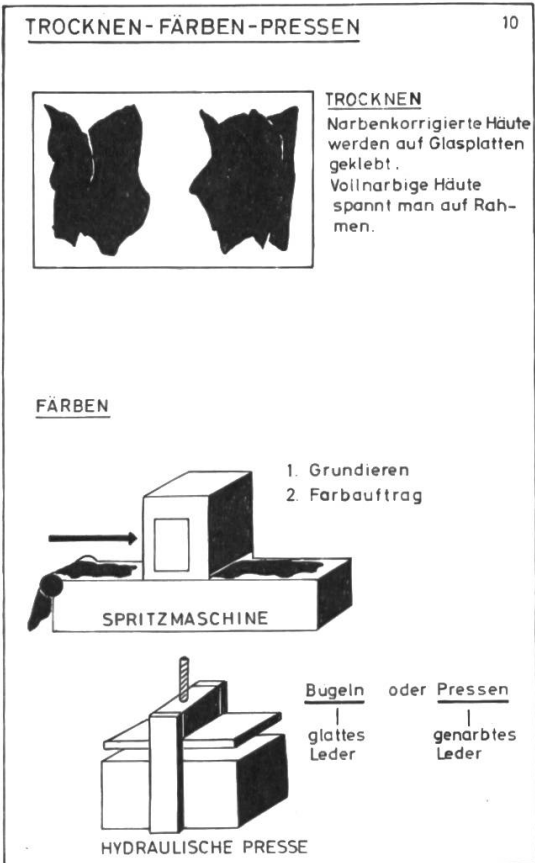 TROCKNEN-FÄRBEN-PRESSEN 10
TROCKNEN
Narbenkorrigierte Häute
werden auf Glasplatten
geklebt.
Vollnarbige Häute
spannt man auf Rah-
men.
FÄRBEN
1. Grundieren
2. Farbauftrag
SPRITZMASCHINE
Bügeln oder Pressen
glattes genarbtes
Leder Leder
HYDRAULISCHE PRESSE